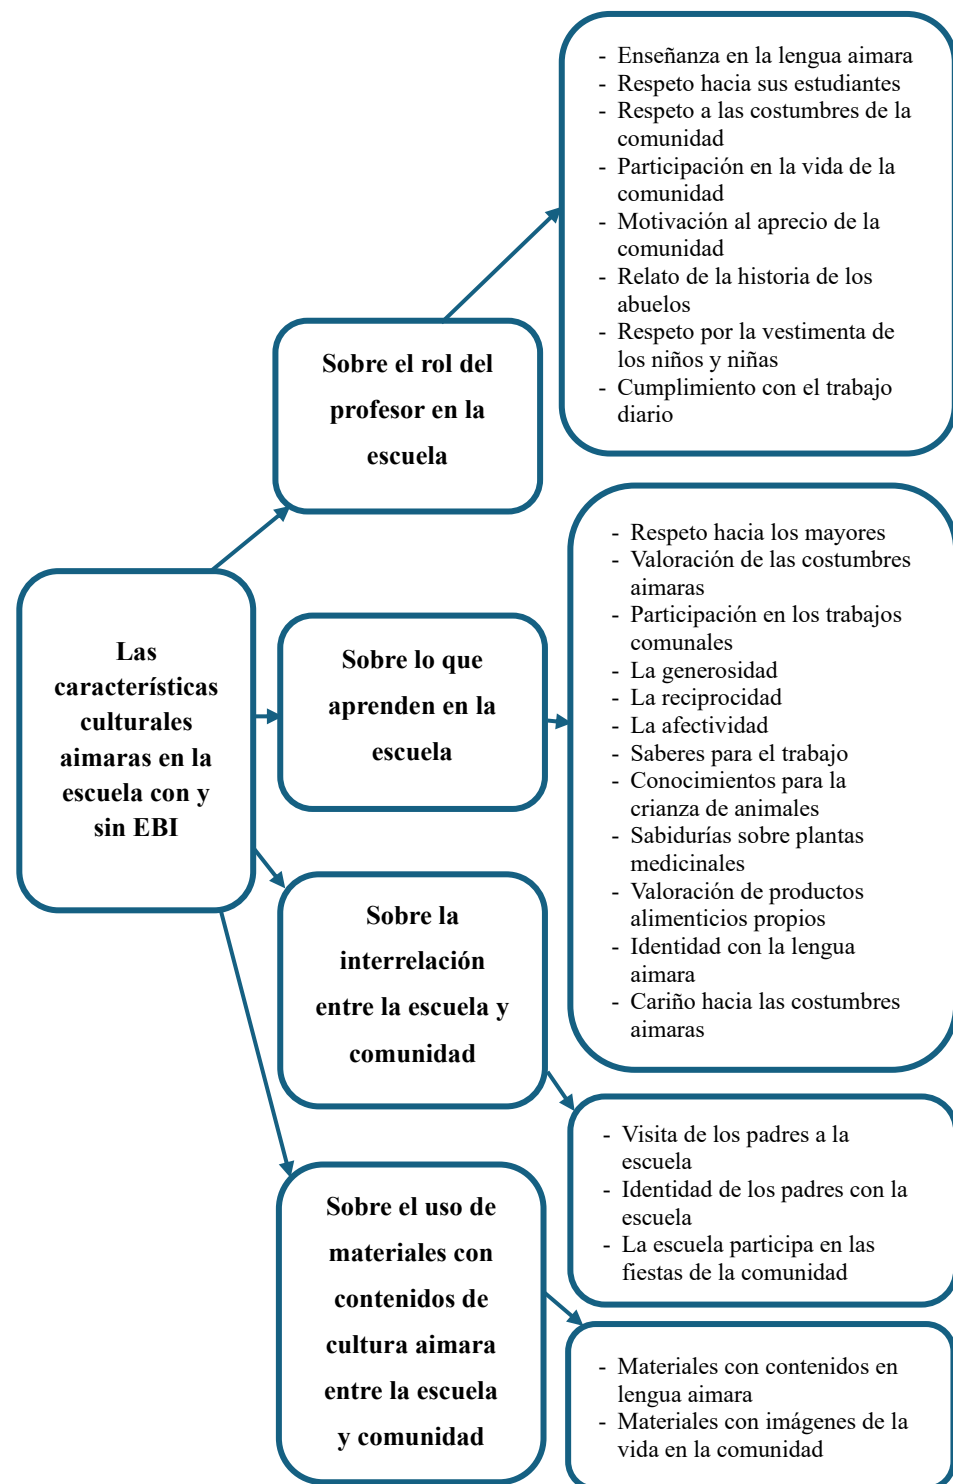 Las
características
culturales
aimaras en la
escuela con y
sin EBI
Sobre el rol del
profesor en la
escuela
- Enseñanza en la lengua aimara
- Respeto hacia sus estudiantes
- Respeto a las costumbres de la
comunidad
- Participación en la vida de la
comunidad
- Motivación al aprecio de la
comunidad
- Relato de la historia de los
abuelos
- Respeto por la vestimenta de
los niños y niñas
- Cumplimiento con el trabajo
diario
Sobre lo que
aprenden en la
escuela
- Respeto hacia los mayores
- Valoración de las costumbres
aimaras
- Participación en los trabajos
comunales
- La generosidad
- La reciprocidad
- La afectividad
- Saberes para el trabajo
- Conocimientos para la
crianza de animales
- Sabidurías sobre plantas
medicinales
- Valoración de productos
alimenticios propios
- Identidad con la lengua
aimara
- Cariño hacia las costumbres
aimaras
Sobre la
interrelación
entre la escuela y
comunidad
- Visita de los padres a la
escuela
- Identidad de los padres con la
escuela
- La escuela participa en las
fiestas de la comunidad
Sobre el uso de
materiales con
contenidos de
cultura aimara
entre la escuela
y comunidad
- Materiales con contenidos en
lengua aimara
- Materiales con imágenes de la
vida en la comunidad